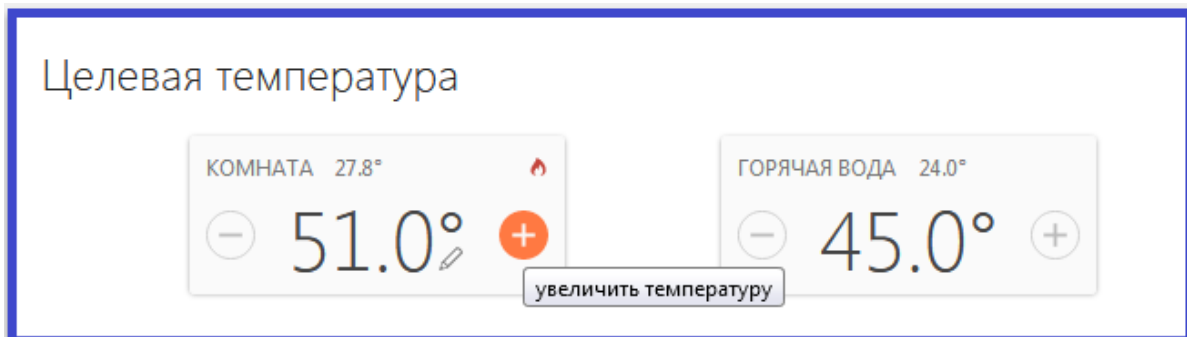 Целевая температура
КОМНАТА 27.8°
51.0°
увеличить температуру
ГОРЯЧАЯ ВОДА 24.0°
45.0°